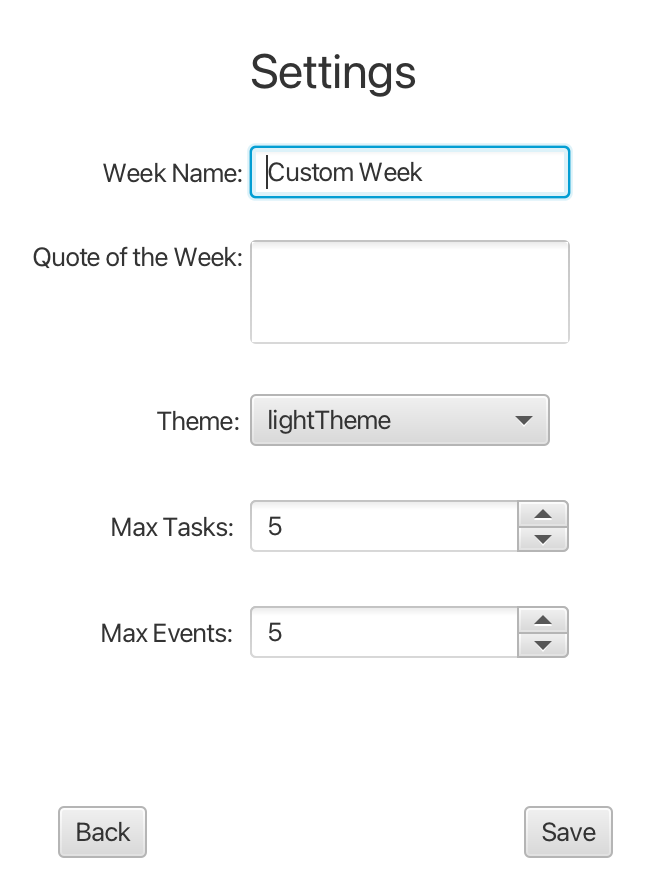 Settings
Week Name: Custom Week
Quote of the Week:
Theme: lightTheme
Max Tasks: 5
Max Events: 5
Back Save